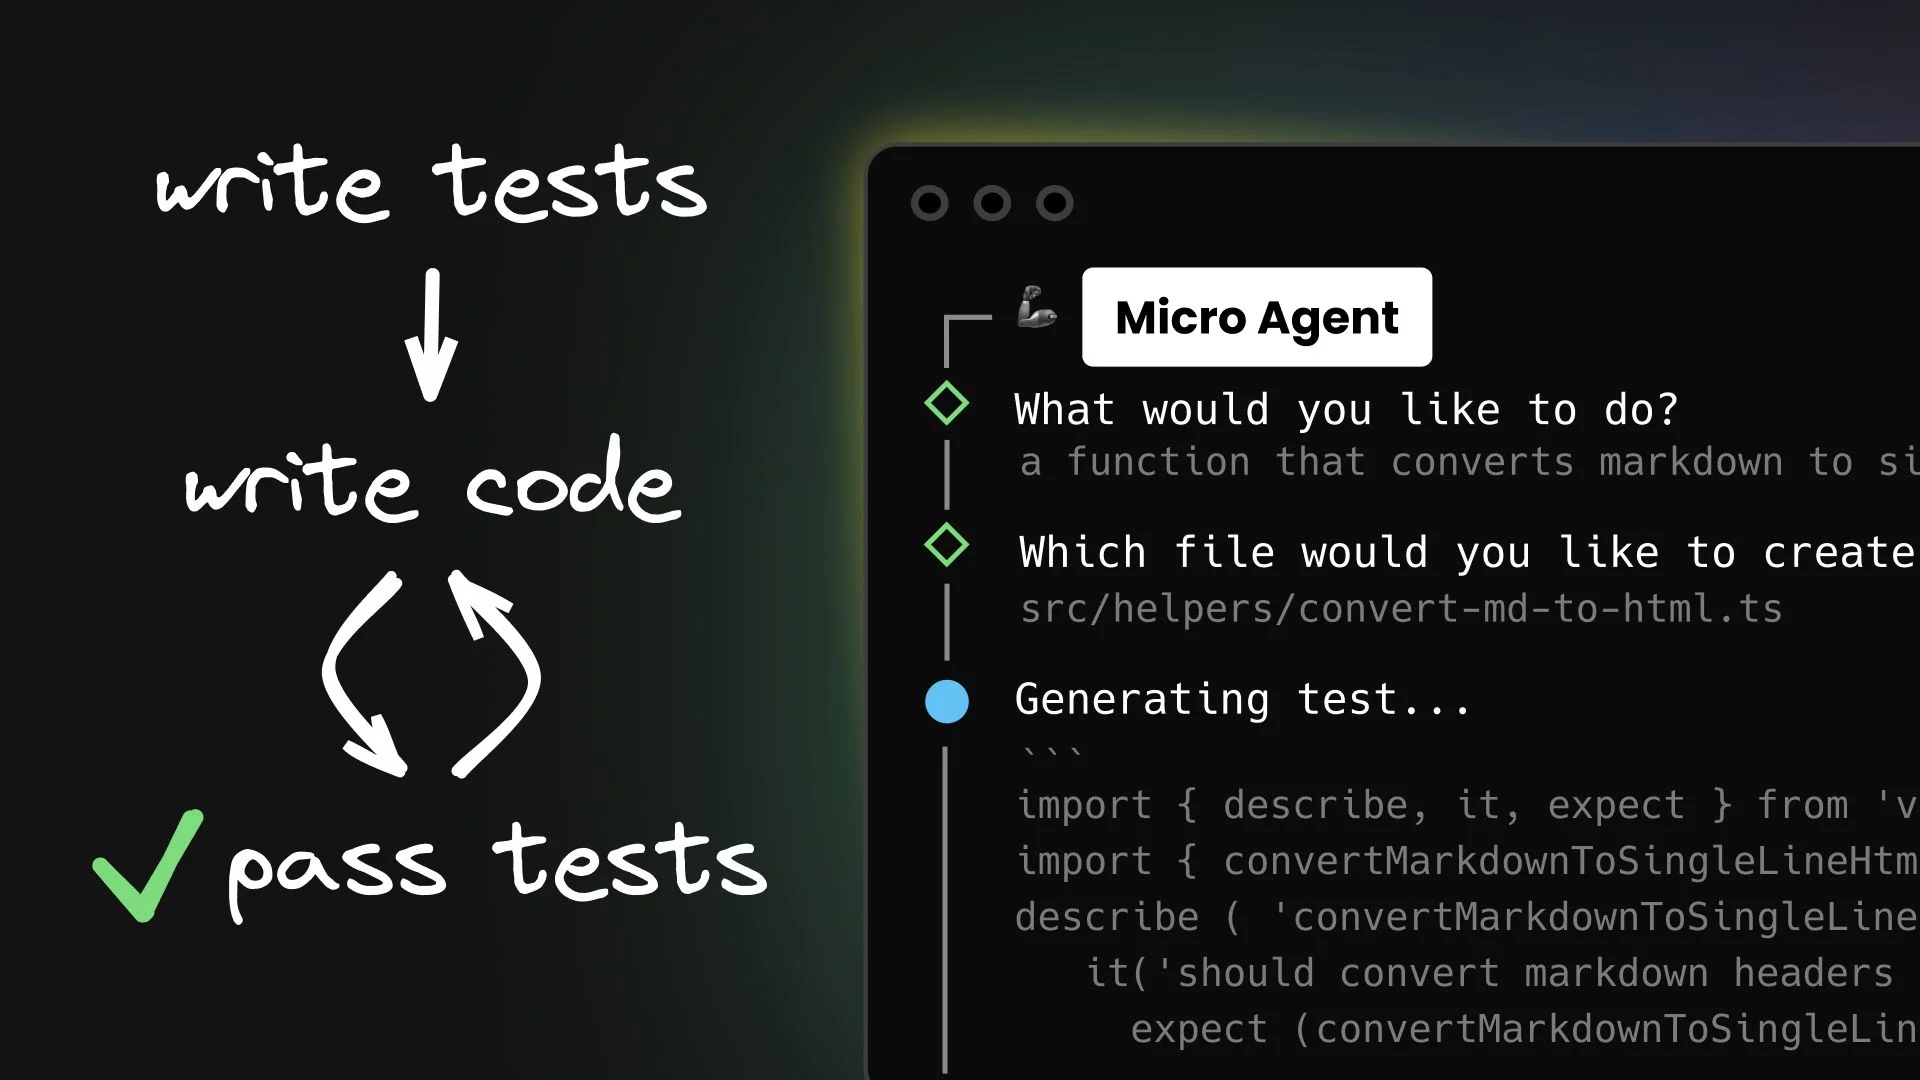 write tests
write code
pass tests
Micro Agent
What would you like to do?
a function that converts markdown to si
Which file would you like to create
src/helpers/convert-md-to-html.ts
Generating test...
```
import { describe, it, expect } from 'v
import { convertMarkdownToSingleLineHtm
describe ( 'convertMarkdownToSingleLine
it('should convert markdown headers
expect (convertMarkdownToSingleLin